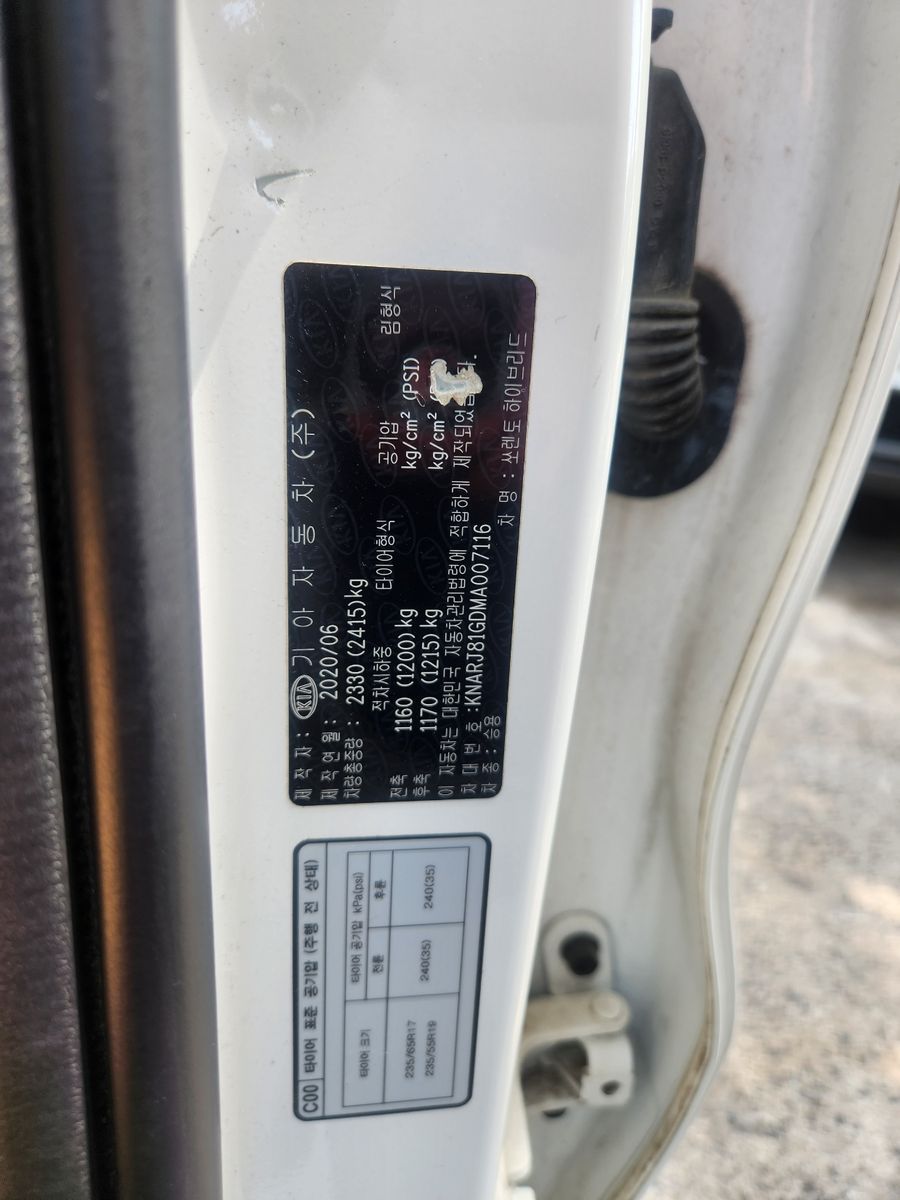 제 작 자 : KIA 기 아 자 동 차 (주)
제 작 연 월 : 2020/06
차량총중량 : 2330 (2415)kg
적차시하중 타이어형식 공기압 림형식
전축 1160 (1200) kg kg/cm² (PSI)
후축 1170 (1215) kg kg/cm²
이 자동차는 대한민국 자동차관리법령에 적합하게 제작되었
차 대 번 호 :KNARJ81GDMA007116
차 종 : 승용 차 명 : 쏘렌토 하이브리드
C00 타이어 표준 공기압 (주행 전 상태)
타이어 크기 타이어 공기압 kPa(psi)
전륜 후륜
235/65R17
235/55R19
240(35) 240(35)